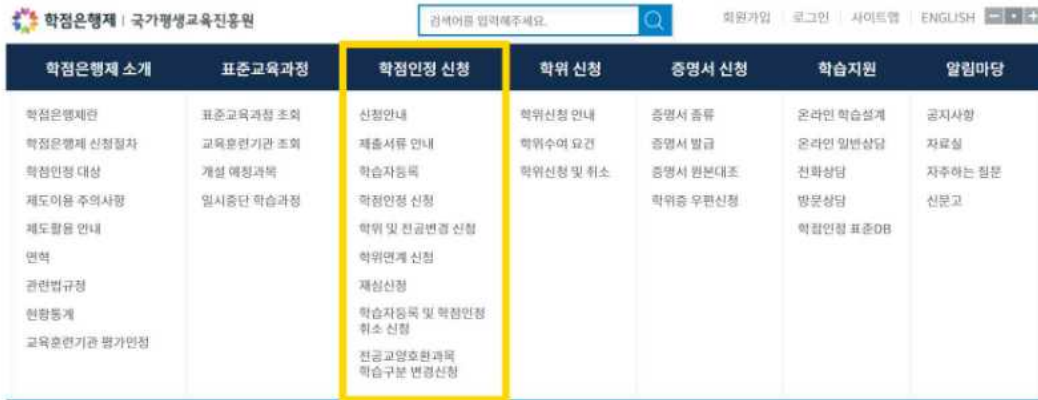 학점은행제 | 국가평생교육진흥원
검색어를 입력해주세요.
회원가입 | 로그인 | 사이트맵 | ENGLISH
학점은행제 소개
학점은행제란
학점은행제 신청절차
학점인정 대상
제도이용 주의사항
제도활용 안내
연혁
관련법규정
현황통계
교육훈련기관 평가인정
표준교육과정
표준교육과정 조회
교육훈련기관 조회
개설 예정과목
일시중단 학습과정
학점인정 신청
신청안내
제출서류 안내
학습자등록
학점인정 신청
학위 및 전공변경 신청
학위연계 신청
재심신청
학습자등록 및 학점인정
취소 신청
전공교양호환과목
학습구분 변경신청
학위 신청
학위신청 안내
학위수여 요건
학위신청 및 취소
증명서 신청
증명서 종류
증명서 발급
증명서 원본대조
학위증 우편신청
학습지원
온라인 학습설계
온라인 일반상담
전화상담
방문상담
학점인정 표준DB
알림마당
공지사항
자료실
자주하는 질문
신문고